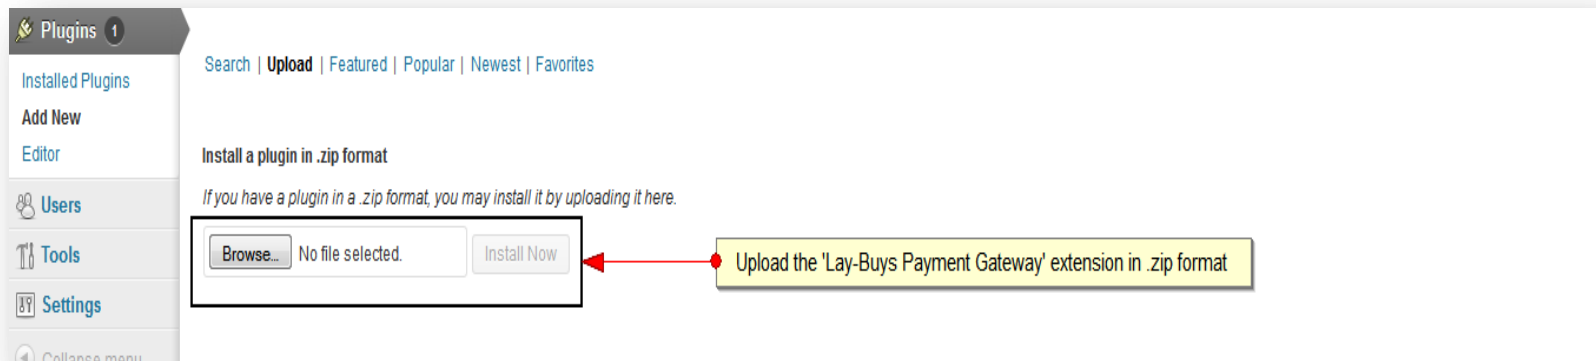 Plugins 1
Installed Plugins
Add New
Editor
Users
Tools
Settings
Collapse menu
Search | Upload | Featured | Popular | Newest | Favorites
Install a plugin in .zip format
If you have a plugin in a .zip format, you may install it by uploading it here.
Browse... No file selected. Install Now
Upload the 'Lay-Buys Payment Gateway' extension in .zip format